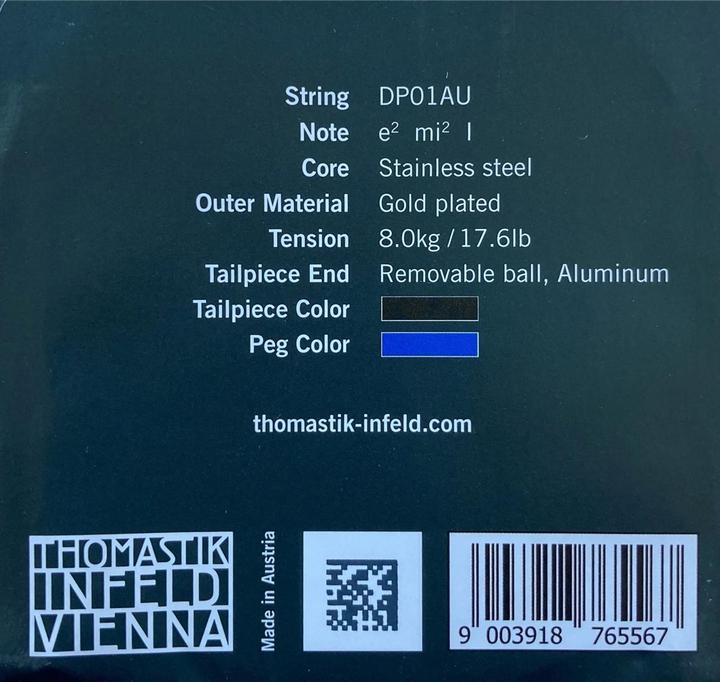 String DP01AU
Note e² mi² I
Core Stainless steel
Outer Material Gold plated
Tension 8.0kg / 17.6lb
Tailpiece End Removable ball, Aluminum
Tailpiece Color
Peg Color
thomastik-infeld.com
THOMASTIK
INFELD
VIENNA
Made in Austria
9 003918 765567